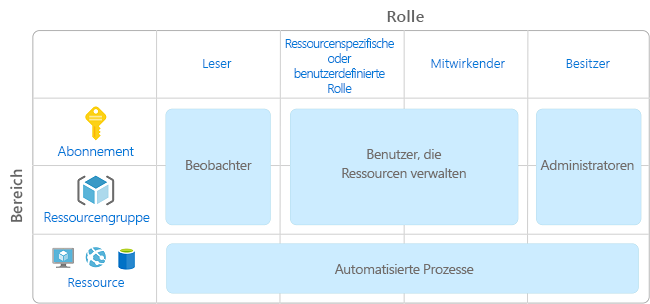 Rolle
Leser
Ressourcenspezifische
oder
benutzerdefinierte
Rolle
Mitwirkender
Besitzer
Bereich
Abonnement
Ressourcengruppe
Beobachter
Benutzer, die
Ressourcen verwalten
Administratoren
Ressource
Automatisierte Prozesse